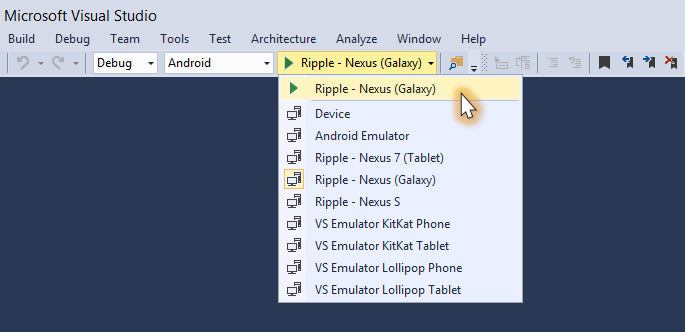 Microsoft Visual Studio
Build Debug Team Tools Test Architecture Analyze Window Help
Debug Android Ripple - Nexus (Galaxy)
Ripple - Nexus (Galaxy)
Device
Android Emulator
Ripple - Nexus 7 (Tablet)
Ripple - Nexus (Galaxy)
Ripple - Nexus S
VS Emulator KitKat Phone
VS Emulator KitKat Tablet
VS Emulator Lollipop Phone
VS Emulator Lollipop Tablet